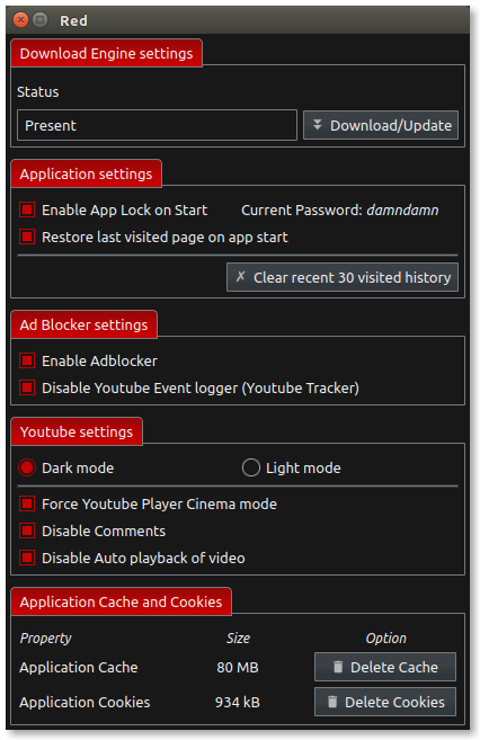 Red
Download Engine settings
Status
Present Download/Update
Application settings
Enable App Lock on Start Current Password: damndamn
Restore last visited page on app start
Clear recent 30 visited history
Ad Blocker settings
Enable Adblocker
Disable Youtube Event logger (Youtube Tracker)
Youtube settings
Dark mode Light mode
Force Youtube Player Cinema mode
Disable Comments
Disable Auto playback of video
Application Cache and Cookies
Property Size Option
Application Cache 80 MB Delete Cache
Application Cookies 934 kB Delete Cookies